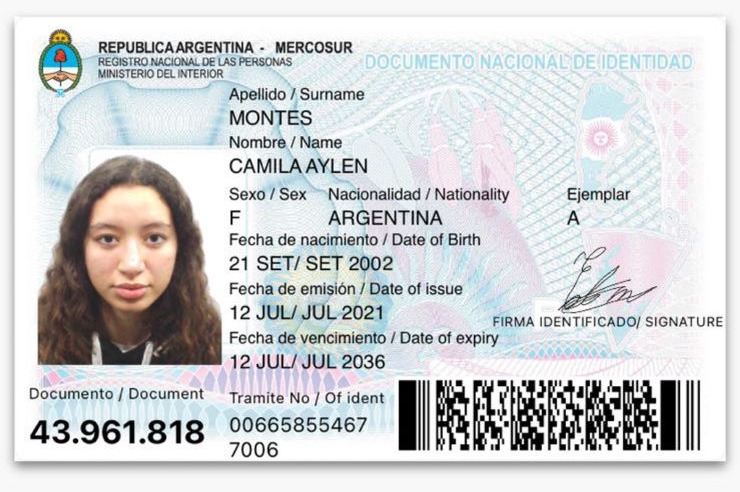 REPUBLICA ARGENTINA - MERCOSUR
REGISTRO NACIONAL DE LAS PERSONAS
MINISTERIO DEL INTERIOR
DOCUMENTO NACIONAL DE IDENTIDAD
Apellido / Surname
MONTES
Nombre / Name
CAMILA AYLEN
Sexo / Sex Nacionalidad / Nationality Ejemplar
F ARGENTINA A
Fecha de nacimiento / Date of Birth
21 SET/ SET 2002
Fecha de emisión / Date of issue
12 JUL/ JUL 2021
FIRMA IDENTIFICADO/ SIGNATURE
Fecha de vencimiento / Date of expiry
12 JUL/ JUL 2036
Documento / Document
43.961.818
Tramite No / Of ident
00665855467
7006